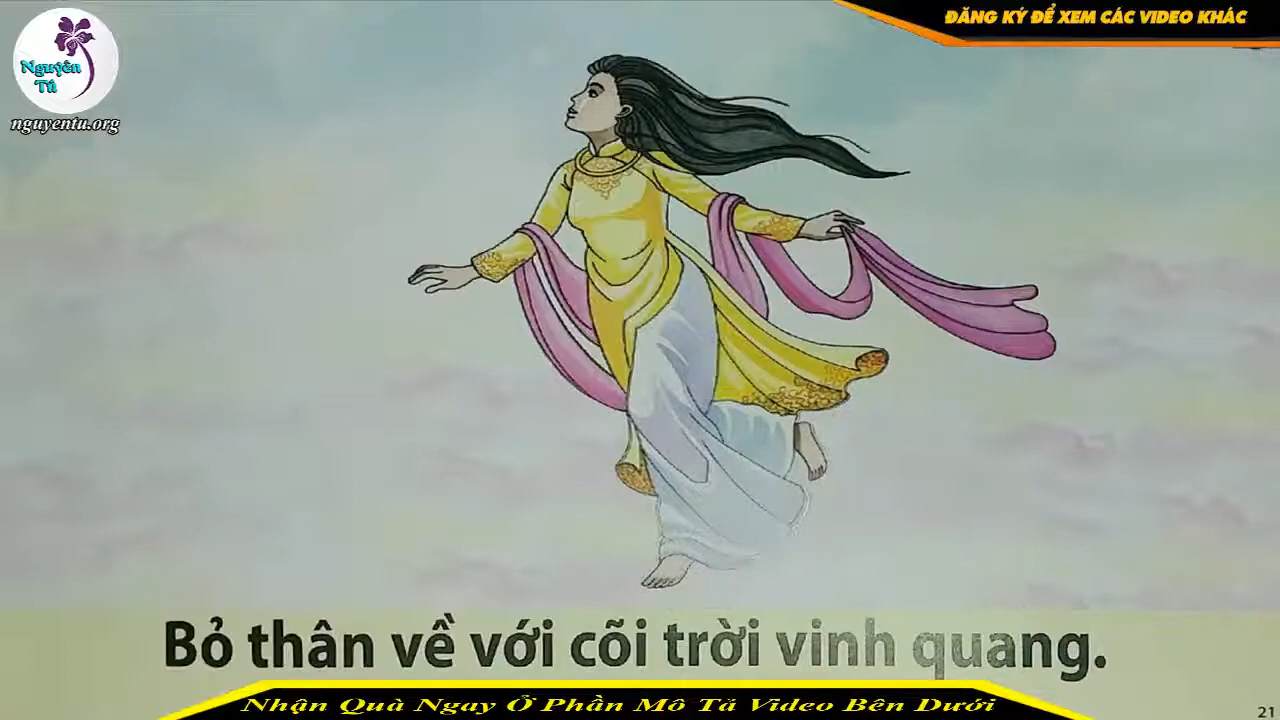 ĐĂNG KÝ ĐỂ XEM CÁC VIDEO KHÁC
Nguyên
Tú
nguyentu.org
Bỏ thân về với cõi trời vinh quang.
Nhận Quà Ngay Ở Phần Mô Tả Video Bên Dưới
21